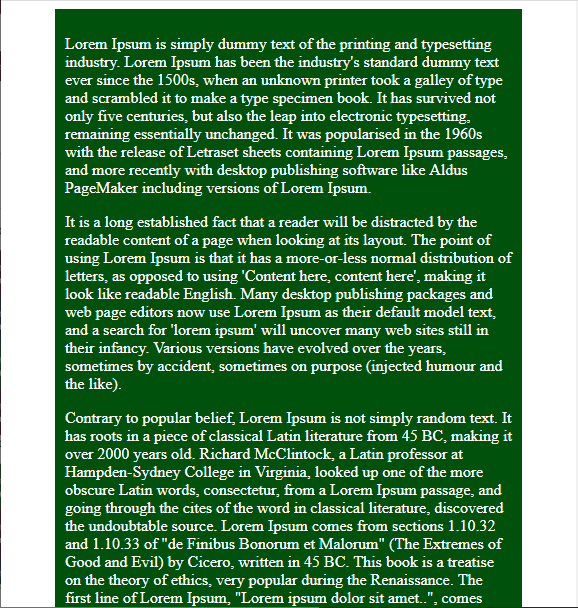 Lorem Ipsum is simply dummy text of the printing and typesetting
industry. Lorem Ipsum has been the industry's standard dummy text
ever since the 1500s, when an unknown printer took a galley of type
and scrambled it to make a type specimen book. It has survived not
only five centuries, but also the leap into electronic typesetting,
remaining essentially unchanged. It was popularised in the 1960s
with the release of Letraset sheets containing Lorem Ipsum passages,
and more recently with desktop publishing software like Aldus
PageMaker including versions of Lorem Ipsum.
It is a long established fact that a reader will be distracted by the
readable content of a page when looking at its layout. The point of
using Lorem Ipsum is that it has a more-or-less normal distribution of
letters, as opposed to using 'Content here, content here', making it
look like readable English. Many desktop publishing packages and
web page editors now use Lorem Ipsum as their default model text,
and a search for 'lorem ipsum' will uncover many web sites still in
their infancy. Various versions have evolved over the years,
sometimes by accident, sometimes on purpose (injected humour and
the like).
Contrary to popular belief, Lorem Ipsum is not simply random text. It
has roots in a piece of classical Latin literature from 45 BC, making it
over 2000 years old. Richard McClintock, a Latin professor at
Hampden-Sydney College in Virginia, looked up one of the more
obscure Latin words, consectetur, from a Lorem Ipsum passage, and
going through the cites of the word in classical literature, discovered
the undoubtable source. Lorem Ipsum comes from sections 1.10.32
and 1.10.33 of "de Finibus Bonorum et Malorum" (The Extremes of
Good and Evil) by Cicero, written in 45 BC. This book is a treatise
on the theory of ethics, very popular during the Renaissance. The
first line of Lorem Ipsum, "Lorem ipsum dolor sit amet..", comes